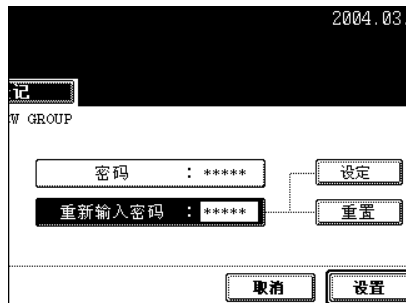 2004.03.
记
W GROUP
密码 : ***** 设定
重新输入密码 : ***** 重置
取消 设置